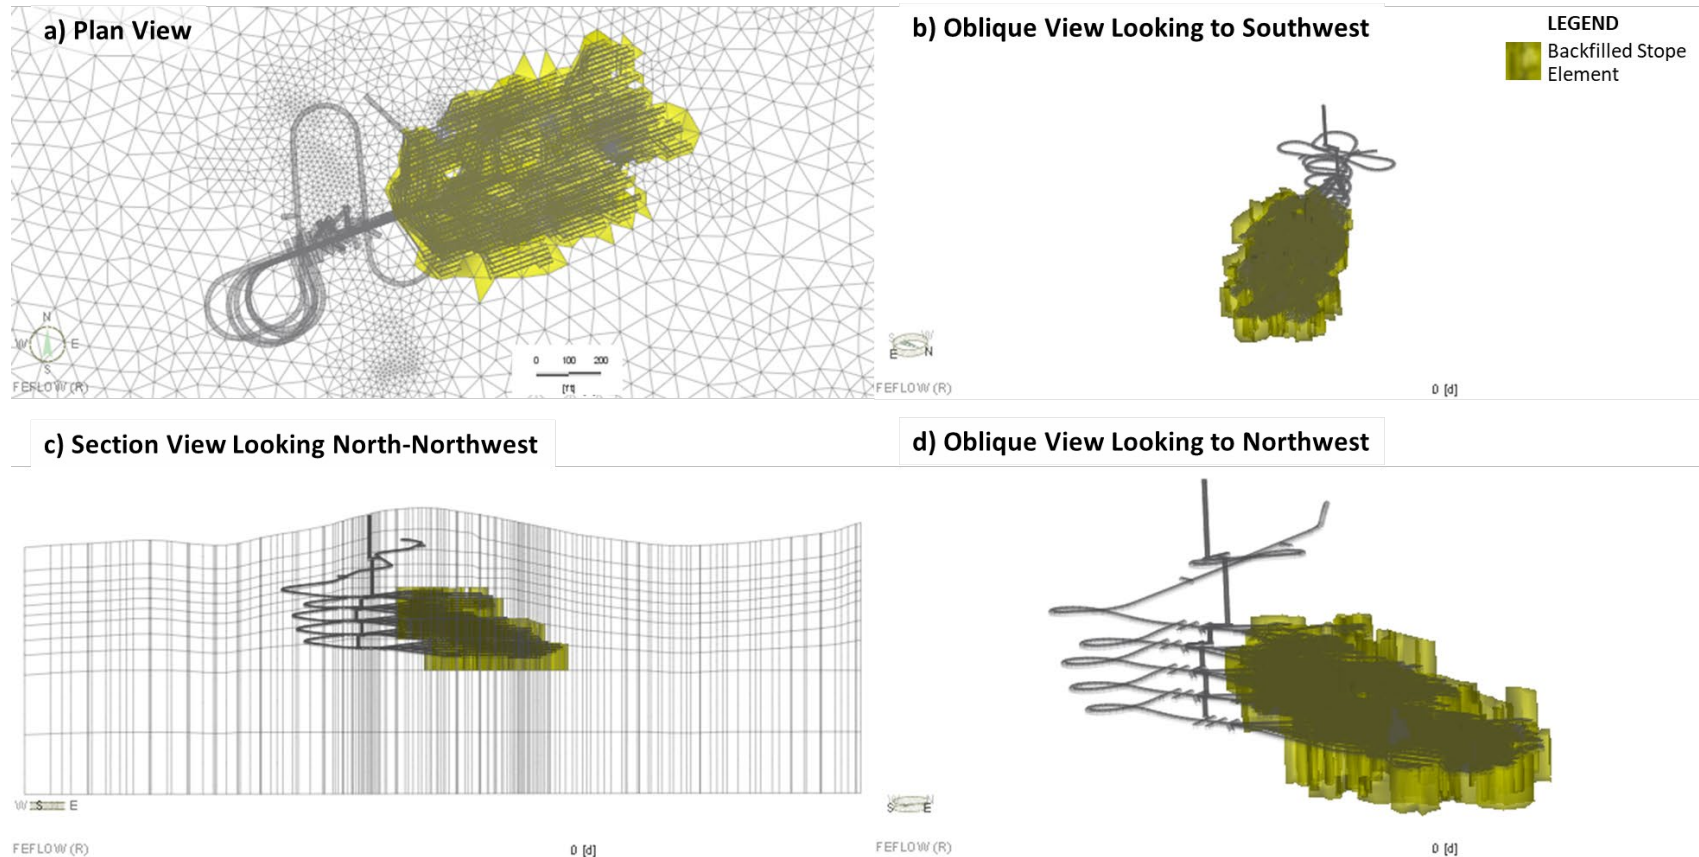 a) Plan View
b) Oblique View Looking to Southwest
LEGEND
Backfilled Stope
Element
N
W E
S
0 100 200
FEFLOW (R)
S W
E N
FEFLOW (R)
0 [d]
c) Section View Looking North-Northwest
d) Oblique View Looking to Northwest
W S E
FEFLOW (R)
0 [d]
W N
S E
FEFLOW (R)
0 [d]